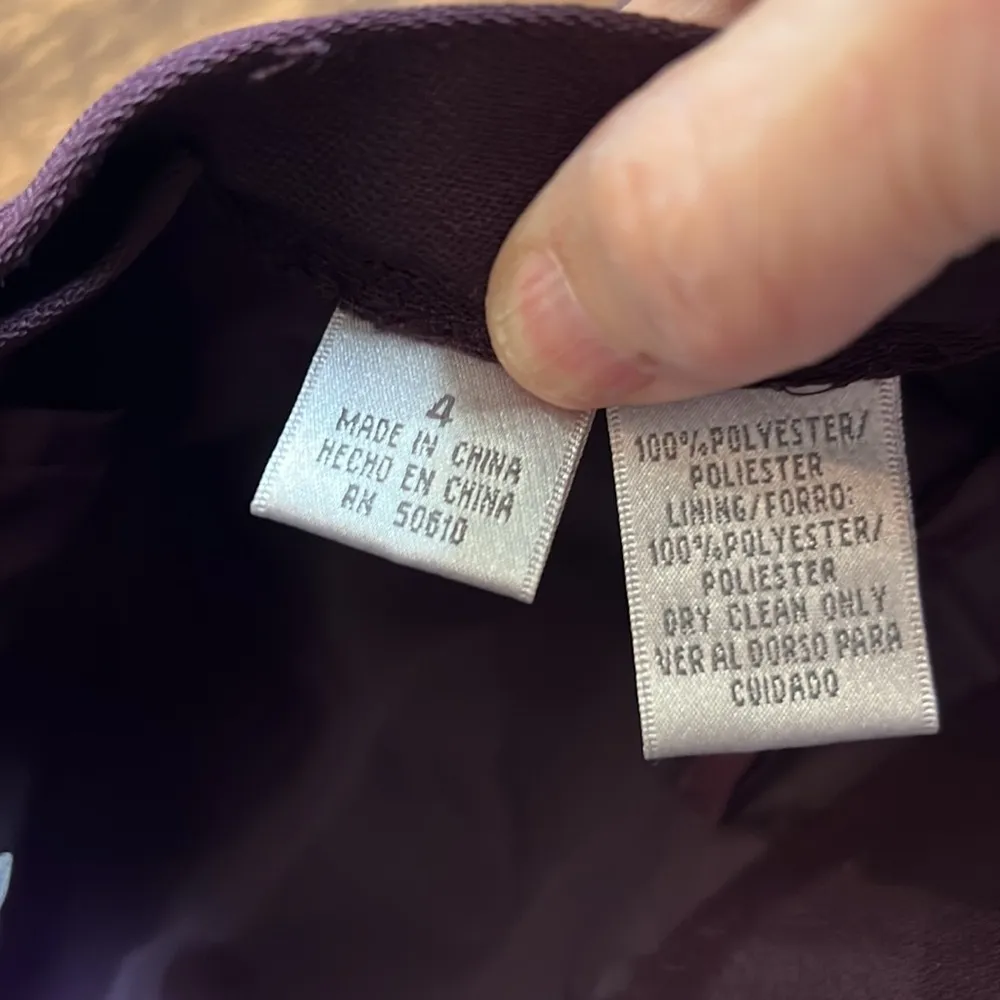 4
MADE IN CHINA
HECHO EN CHINA
AN 50610
100%POLYESTER/
POLIESTER
LINING/FORRO:
100%POLYESTER/
POLIESTER
DRY CLEAN ONLY
VER AL DORSO PARA
CUIDADO